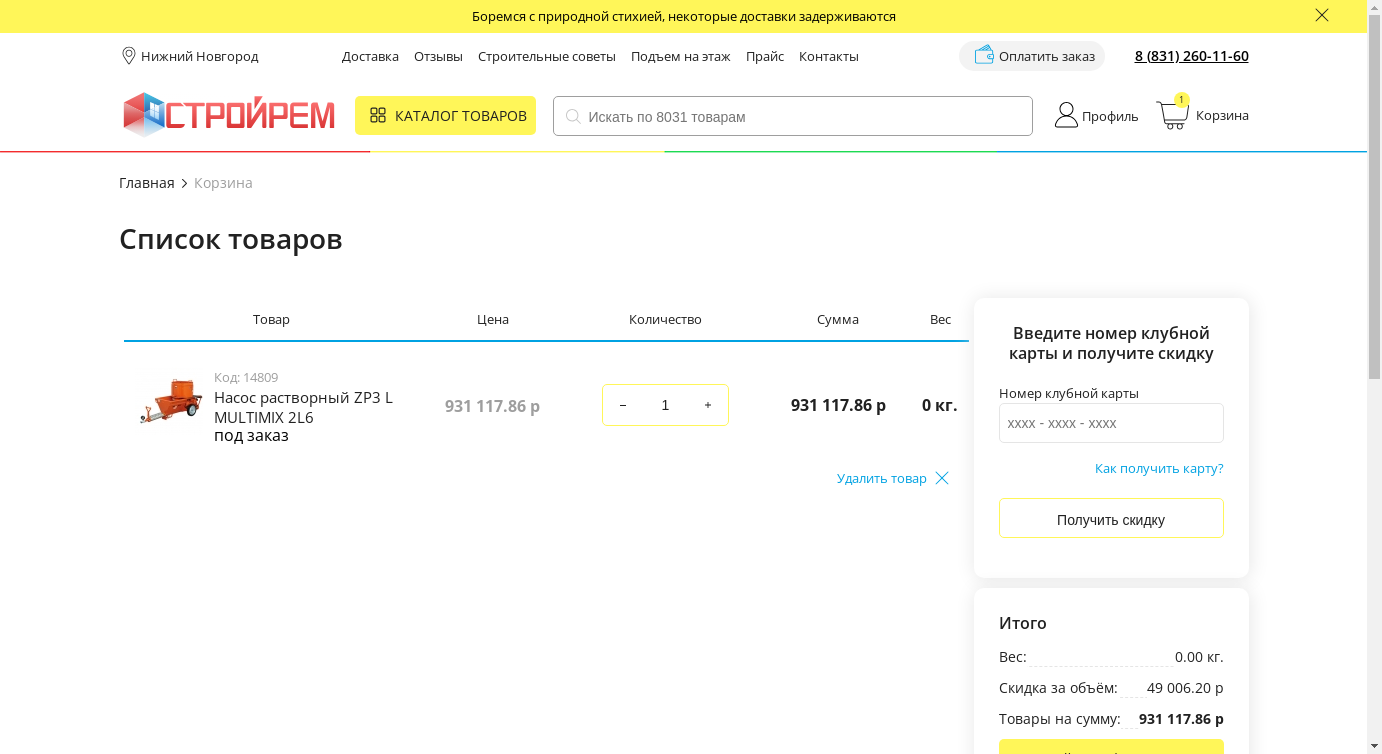 Боремся с природной стихией, некоторые доставки задерживаются
Нижний Новгород
Доставка Отзывы Строительные советы Подъем на этаж Прайс Контакты
Оплатить заказ
8 (831) 260-11-60
СТРОЙРЕМ
КАТАЛОГ ТОВАРОВ
Искать по 8031 товарам
Профиль
1
Корзина
Главная
Корзина
Список товаров
Товар Цена Количество Сумма Вес
Код: 14809
Насос растворный ZP3 L
MULTIMIX 2L6
под заказ
931 117.86 р
− 1 +
931 117.86 р
0 кг.
Удалить товар
Введите номер клубной
карты и получите скидку
Номер клубной карты
xxxx - xxxx - xxxx
Как получить карту?
Получить скидку
Итого
Вес: 0.00 кг.
Скидка за объём: 49 006.20 р
Товары на сумму: 931 117.86 р